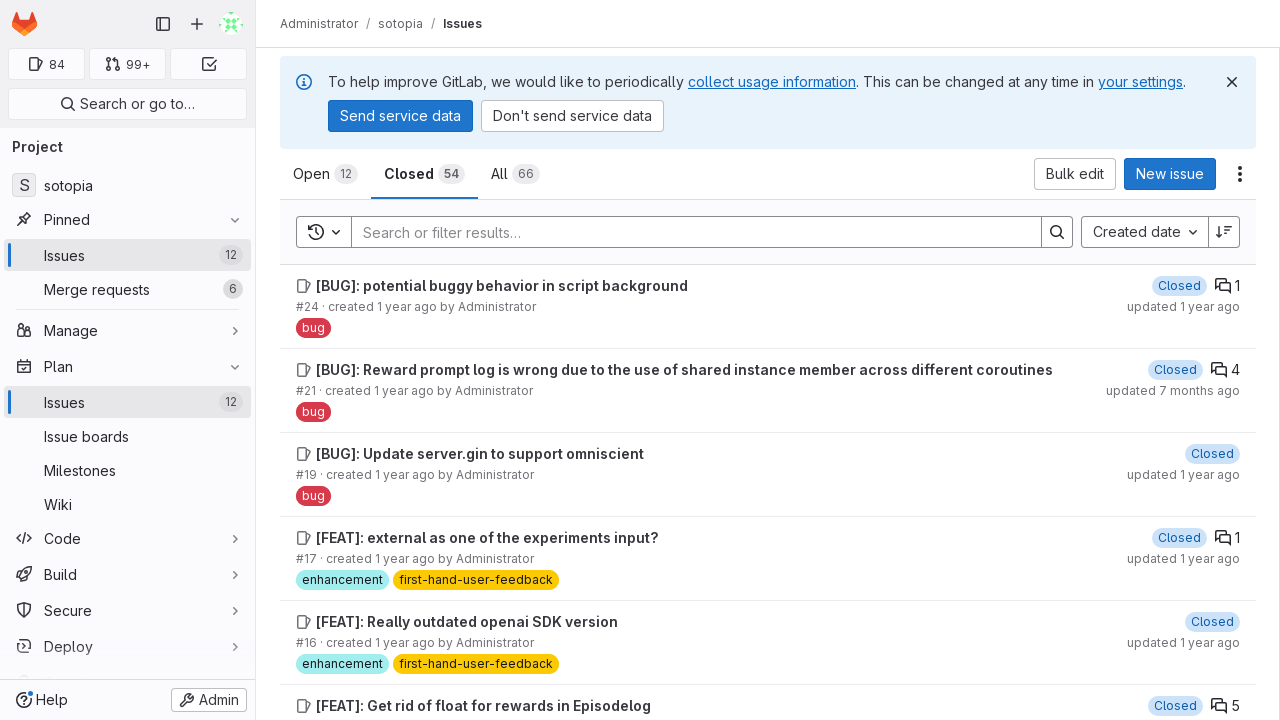 Administrator / sotopia / Issues
84
99+
Search or go to…
Project
S sotopia
Pinned
Issues 12
Merge requests 6
Manage
Plan
Issues 12
Issue boards
Milestones
Wiki
Code
Build
Secure
Deploy
Help
Admin
To help improve GitLab, we would like to periodically collect usage information. This can be changed at any time in your settings.
Send service data
Don't send service data
Open 12
Closed 54
All 66
Bulk edit
New issue
Search or filter results…
Created date
[BUG]: potential buggy behavior in script background
Closed 1
#24 · created 1 year ago by Administrator
updated 1 year ago
bug
[BUG]: Reward prompt log is wrong due to the use of shared instance member across different coroutines
Closed 4
#21 · created 1 year ago by Administrator
updated 7 months ago
bug
[BUG]: Update server.gin to support omniscient
Closed
#19 · created 1 year ago by Administrator
updated 1 year ago
bug
[FEAT]: external as one of the experiments input?
Closed 1
#17 · created 1 year ago by Administrator
updated 1 year ago
enhancement first-hand-user-feedback
[FEAT]: Really outdated openai SDK version
Closed
#16 · created 1 year ago by Administrator
updated 1 year ago
enhancement first-hand-user-feedback
[FEAT]: Get rid of float for rewards in Episodelog
Closed 5